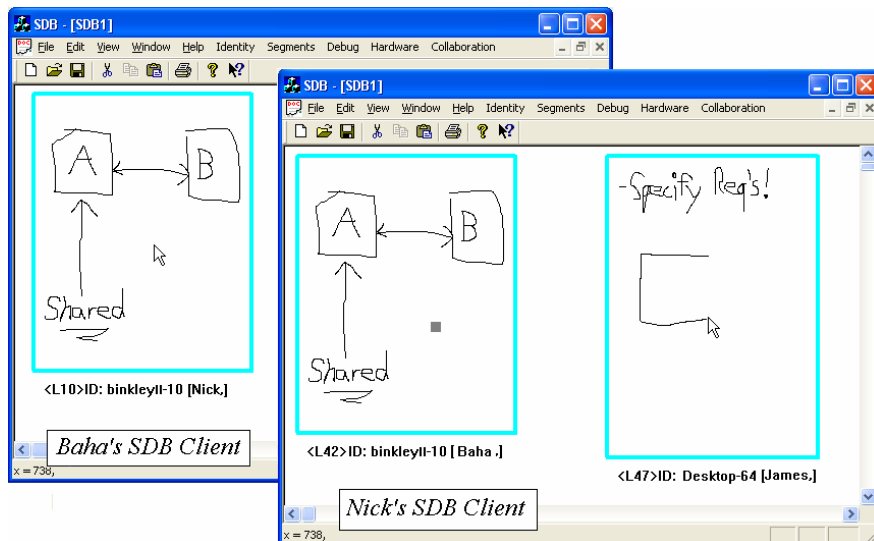 SDB - [SDB1]
File Edit View Window Help Identity Segments Debug Hardware Collaboration
A
B
Shared
<L10>ID: binkleyII-10 [Nick,]
Baha's SDB Client
x = 738,
SDB - [SDB1]
File Edit View Window Help Identity Segments Debug Hardware Collaboration
A
B
Shared
<L42>ID: binkleyII-10 [ Baha ,]
-Specify Req's!
<L47>ID: Desktop-64 [James,]
Nick's SDB Client
x = 738,